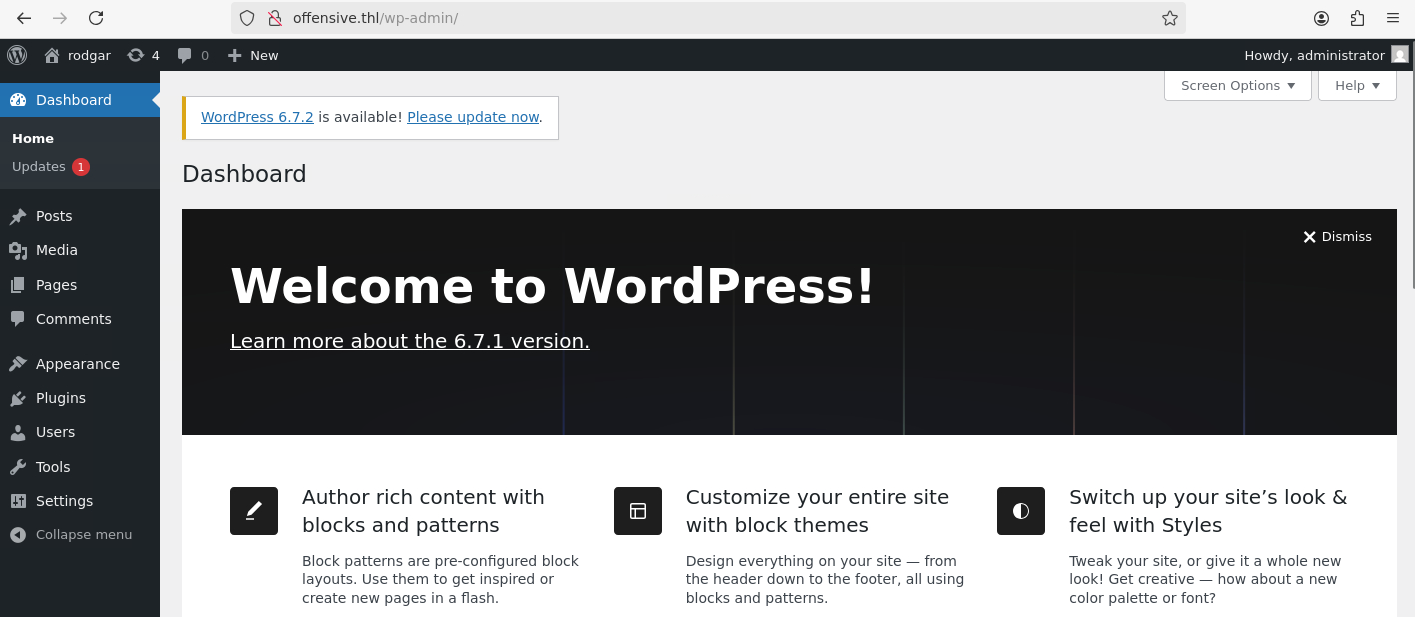 offensive.thl/wp-admin/
rodgar 4 0 New Howdy, administrator
Dashboard
Home
Updates 1
Posts
Media
Pages
Comments
Appearance
Plugins
Users
Tools
Settings
Collapse menu
Screen Options Help
WordPress 6.7.2 is available! Please update now.
Dashboard
Dismiss
Welcome to WordPress!
Learn more about the 6.7.1 version.
Author rich content with
blocks and patterns
Block patterns are pre-configured block
layouts. Use them to get inspired or
create new pages in a flash.
Customize your entire site
with block themes
Design everything on your site — from
the header down to the footer, all using
blocks and patterns.
Switch up your site’s look &
feel with Styles
Tweak your site, or give it a whole new
look! Get creative — how about a new
color palette or font?